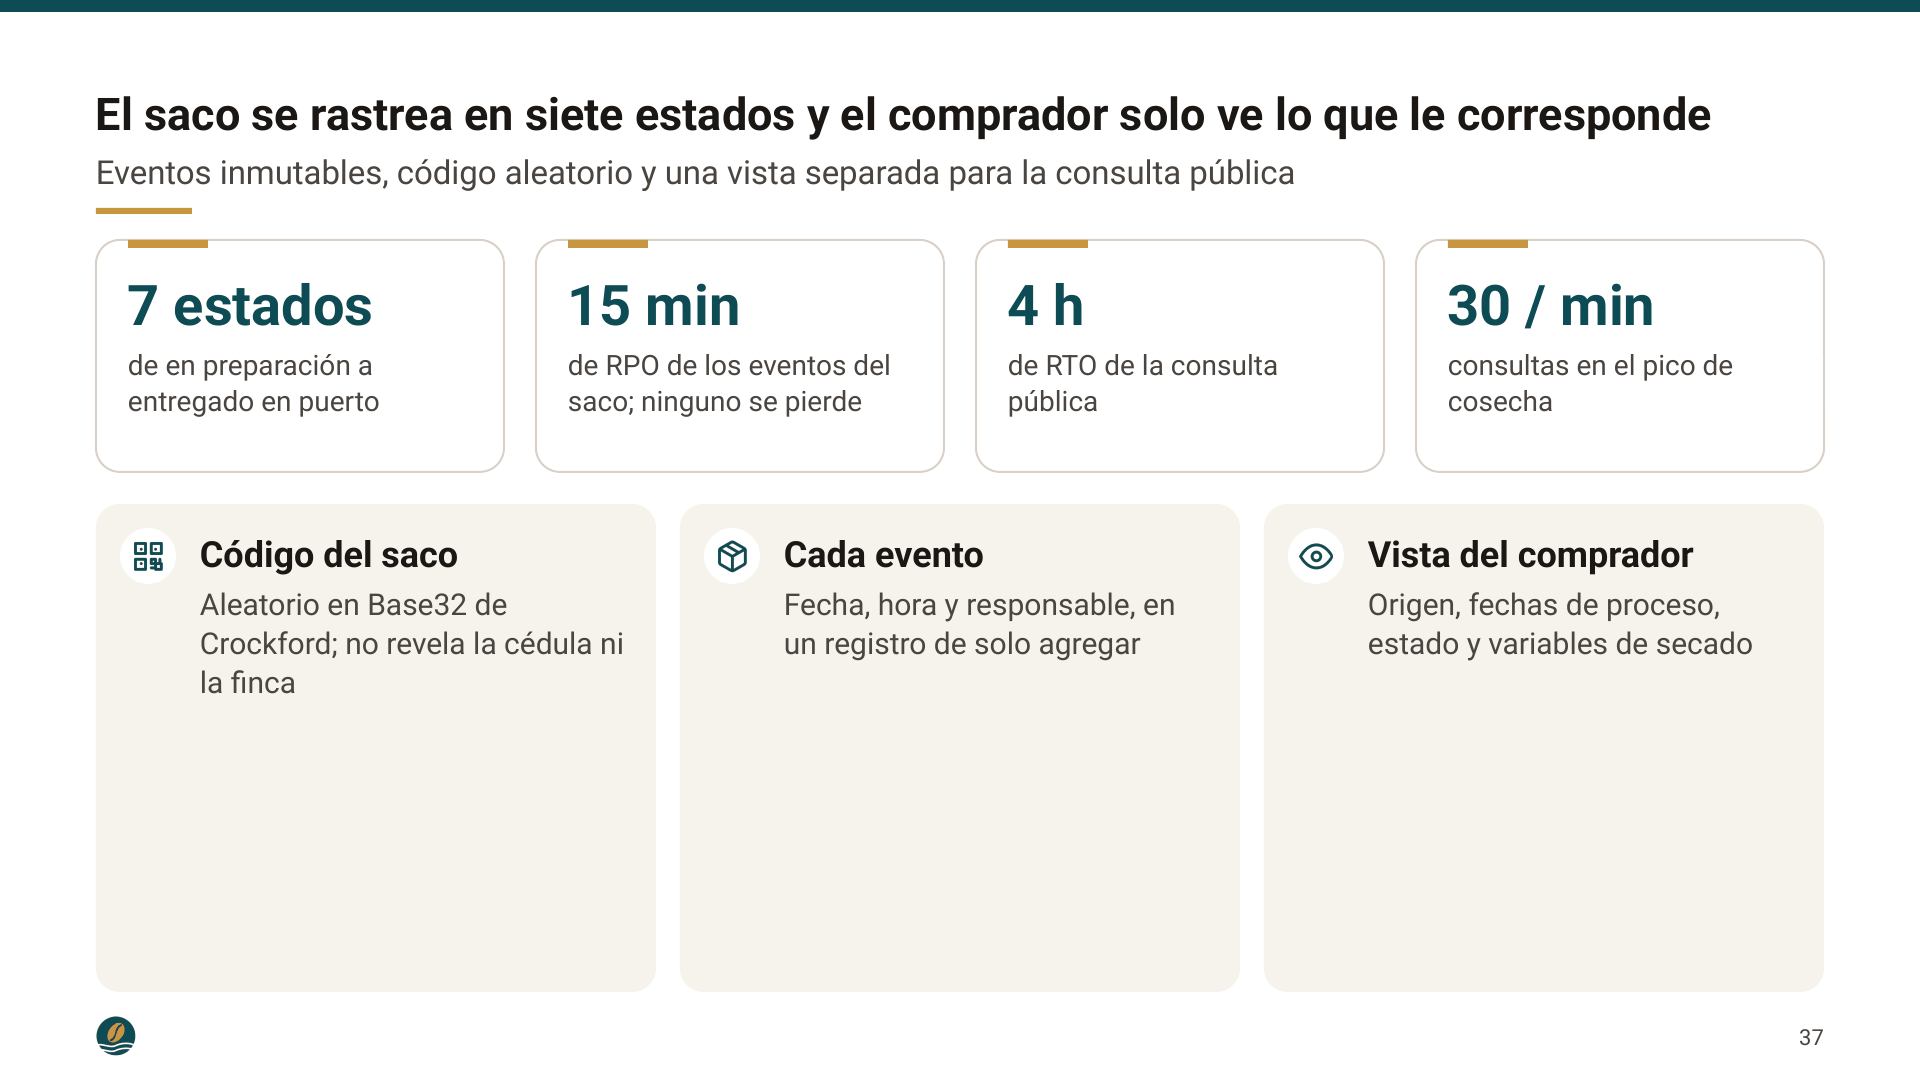 El saco se rastrea en siete estados y el comprador solo ve lo que le corresponde
Eventos inmutables, código aleatorio y una vista separada para la consulta pública
7 estados
de en preparación a
entregado en puerto
15 min
de RPO de los eventos del
saco; ninguno se pierde
4 h
de RTO de la consulta
pública
30 / min
consultas en el pico de
cosecha
Código del saco
Aleatorio en Base32 de
Crockford; no revela la cédula ni
la finca
Cada evento
Fecha, hora y responsable, en
un registro de solo agregar
Vista del comprador
Origen, fechas de proceso,
estado y variables de secado
37